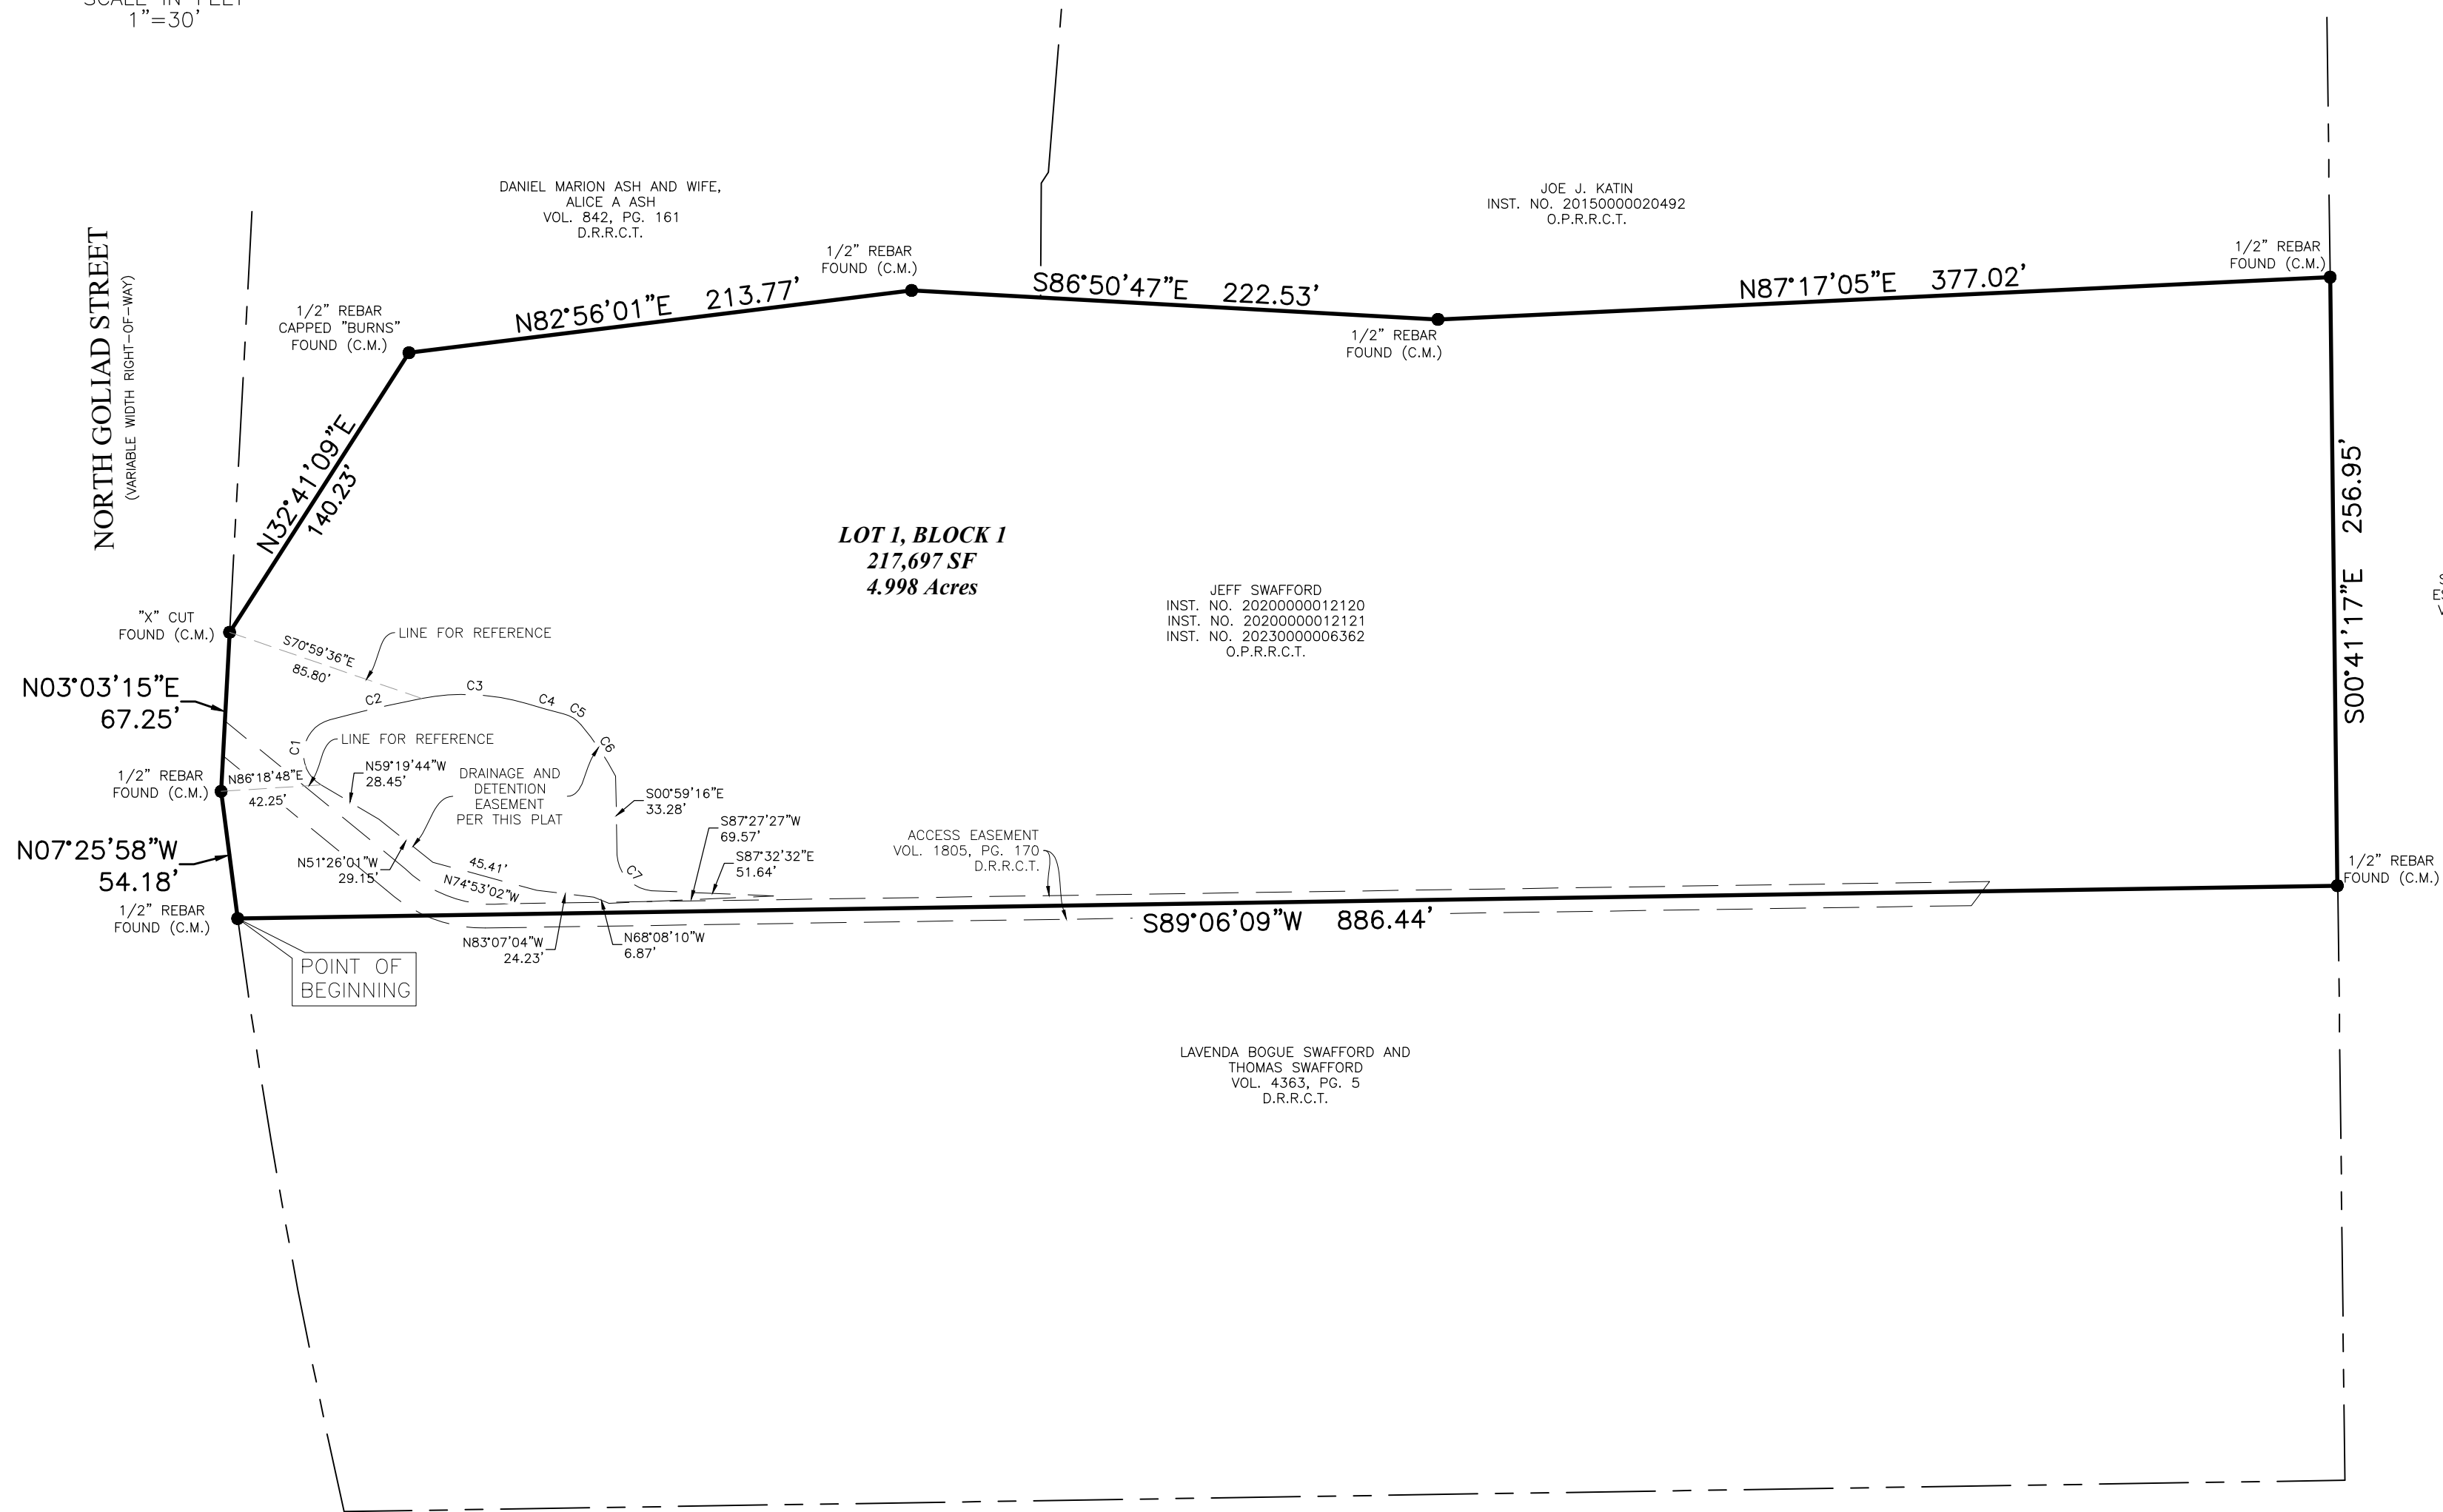 SCALE IN FEET
1"=30'
DANIEL MARION ASH AND WIFE,
ALICE A ASH
VOL. 842, PG. 161
D.R.R.C.T.
JOE J. KATIN
INST. NO. 20150000020492
O.P.R.R.C.T.
NORTH GOLIAD STREET
(VARIABLE WIDTH RIGHT-OF-WAY)
1/2" REBAR
FOUND (C.M.)
1/2" REBAR
FOUND (C.M.)
1/2" REBAR
CAPPED "BURNS"
FOUND (C.M.)
N82°56'01"E 213.77'
S86°50'47"E 222.53'
N87°17'05"E 377.02'
1/2" REBAR
FOUND (C.M.)
N32°41'09"E
140.23'
S00°41'17"E 256.95'
LOT 1, BLOCK 1
217,697 SF
4.998 Acres
JEFF SWAFFORD
INST. NO. 20200000012120
INST. NO. 20200000012121
INST. NO. 20230000006362
O.P.R.R.C.T.
"X" CUT
FOUND (C.M.)
S70°59'36"E
85.80'
LINE FOR REFERENCE
N03°03'15"E
67.25'
C1
C2
C3
C4
C5
C6
C7
LINE FOR REFERENCE
1/2" REBAR
FOUND (C.M.)
N86°18'48"E
42.25'
N59°19'44"W
28.45'
DRAINAGE AND
DETENTION
EASEMENT
PER THIS PLAT
S00°59'16"E
33.28'
S87°27'27"W
69.57'
S87°32'32"E
51.64'
ACCESS EASEMENT
VOL. 1805, PG. 170
D.R.R.C.T.
N07°25'58"W
54.18'
N51°26'01"W
29.15'
45.41'
N74°53'02"W
1/2" REBAR
FOUND (C.M.)
1/2" REBAR
FOUND (C.M.)
N83°07'04"W
24.23'
N68°08'10"W
6.87'
S89°06'09"W 886.44'
POINT OF
BEGINNING
LAVENDA BOGUE SWAFFORD AND
THOMAS SWAFFORD
VOL. 4363, PG. 5
D.R.R.C.T.